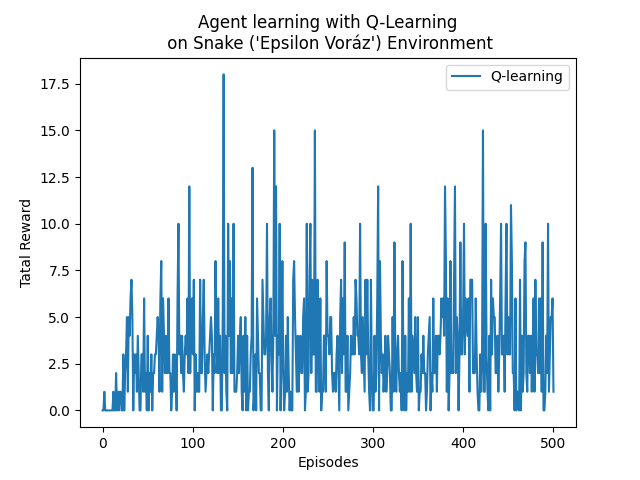 Agent learning with Q-Learning
on Snake ('Epsilon Voráz') Environment
Q-learning
17.5
15.0
12.5
10.0
7.5
5.0
2.5
0.0
Tatal Reward
0 100 200 300 400 500
Episodes